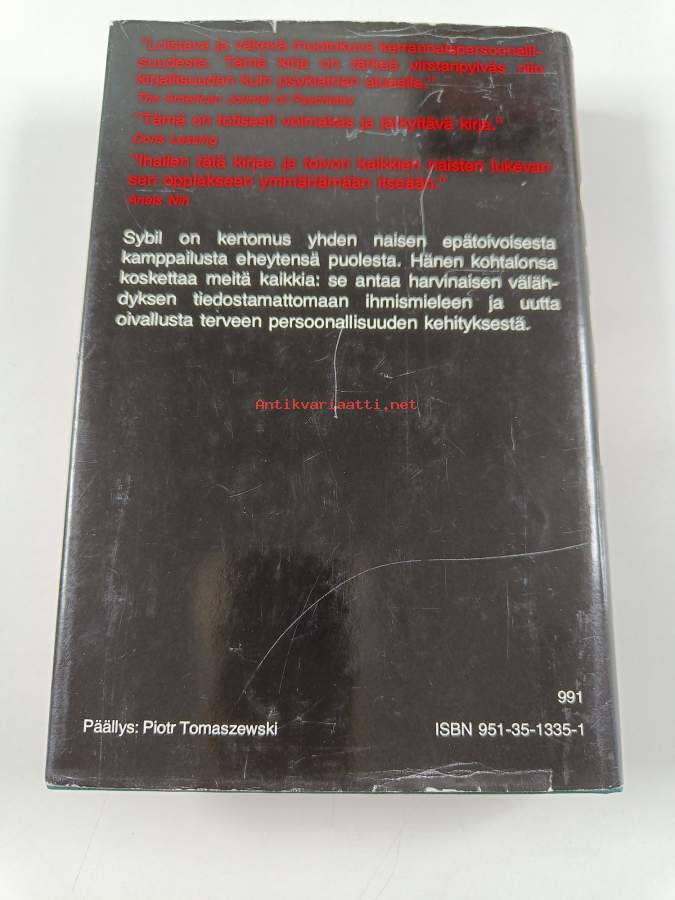 "Loistava ja väkevä muotokuva kerrannaispersoonalli-
suudesta. Tämä kirja on tärkeä virstanpylväs niin
kirjallisuuden kuin psykiatrian alueella."
The American Journal of Psychiatry
"Tämä on totisesti voimakas ja järkyttävä kirja."
Doris Lessing
"Ihailen tätä kirjaa ja toivon kaikkien naisten lukevan
sen oppiakseen ymmärtämään itseään."
Anaïs Nin
Sybil on kertomus yhden naisen epätoivoisesta
kamppailusta eheytensä puolesta. Hänen kohtalonsa
koskettaa meitä kaikkia: se antaa harvinaisen väläh-
dyksen tiedostamattomaan ihmismieleen ja uutta
oivallusta terveen persoonallisuuden kehityksestä.
Antikvariaatti.net
991
Päällys: Piotr Tomaszewski
ISBN 951-35-1335-1